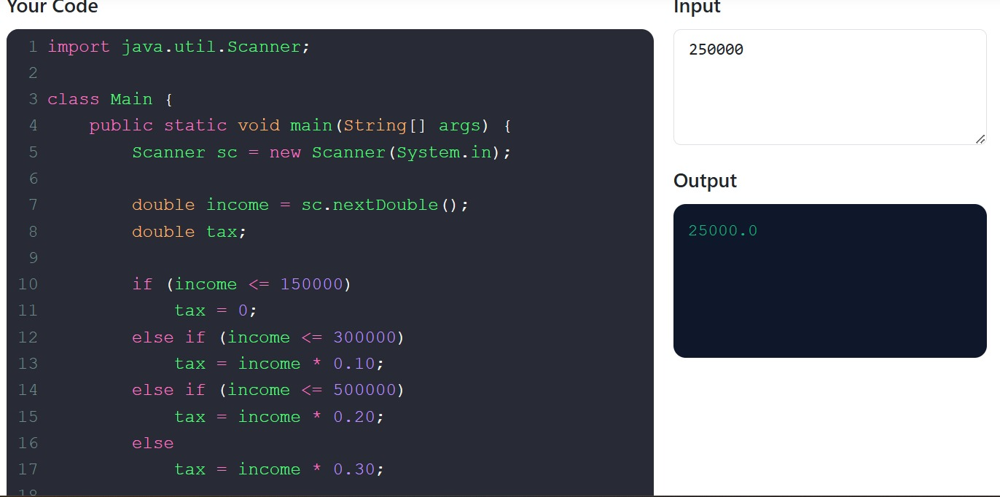 Your Code
1 import java.util.Scanner;
2
3 class Main {
4     public static void main(String[] args) {
5         Scanner sc = new Scanner(System.in);
6
7         double income = sc.nextDouble();
8         double tax;
9
10         if (income <= 150000)
11             tax = 0;
12         else if (income <= 300000)
13             tax = income * 0.10;
14         else if (income <= 500000)
15             tax = income * 0.20;
16         else
17             tax = income * 0.30;
18
Input
250000
Output
25000.0